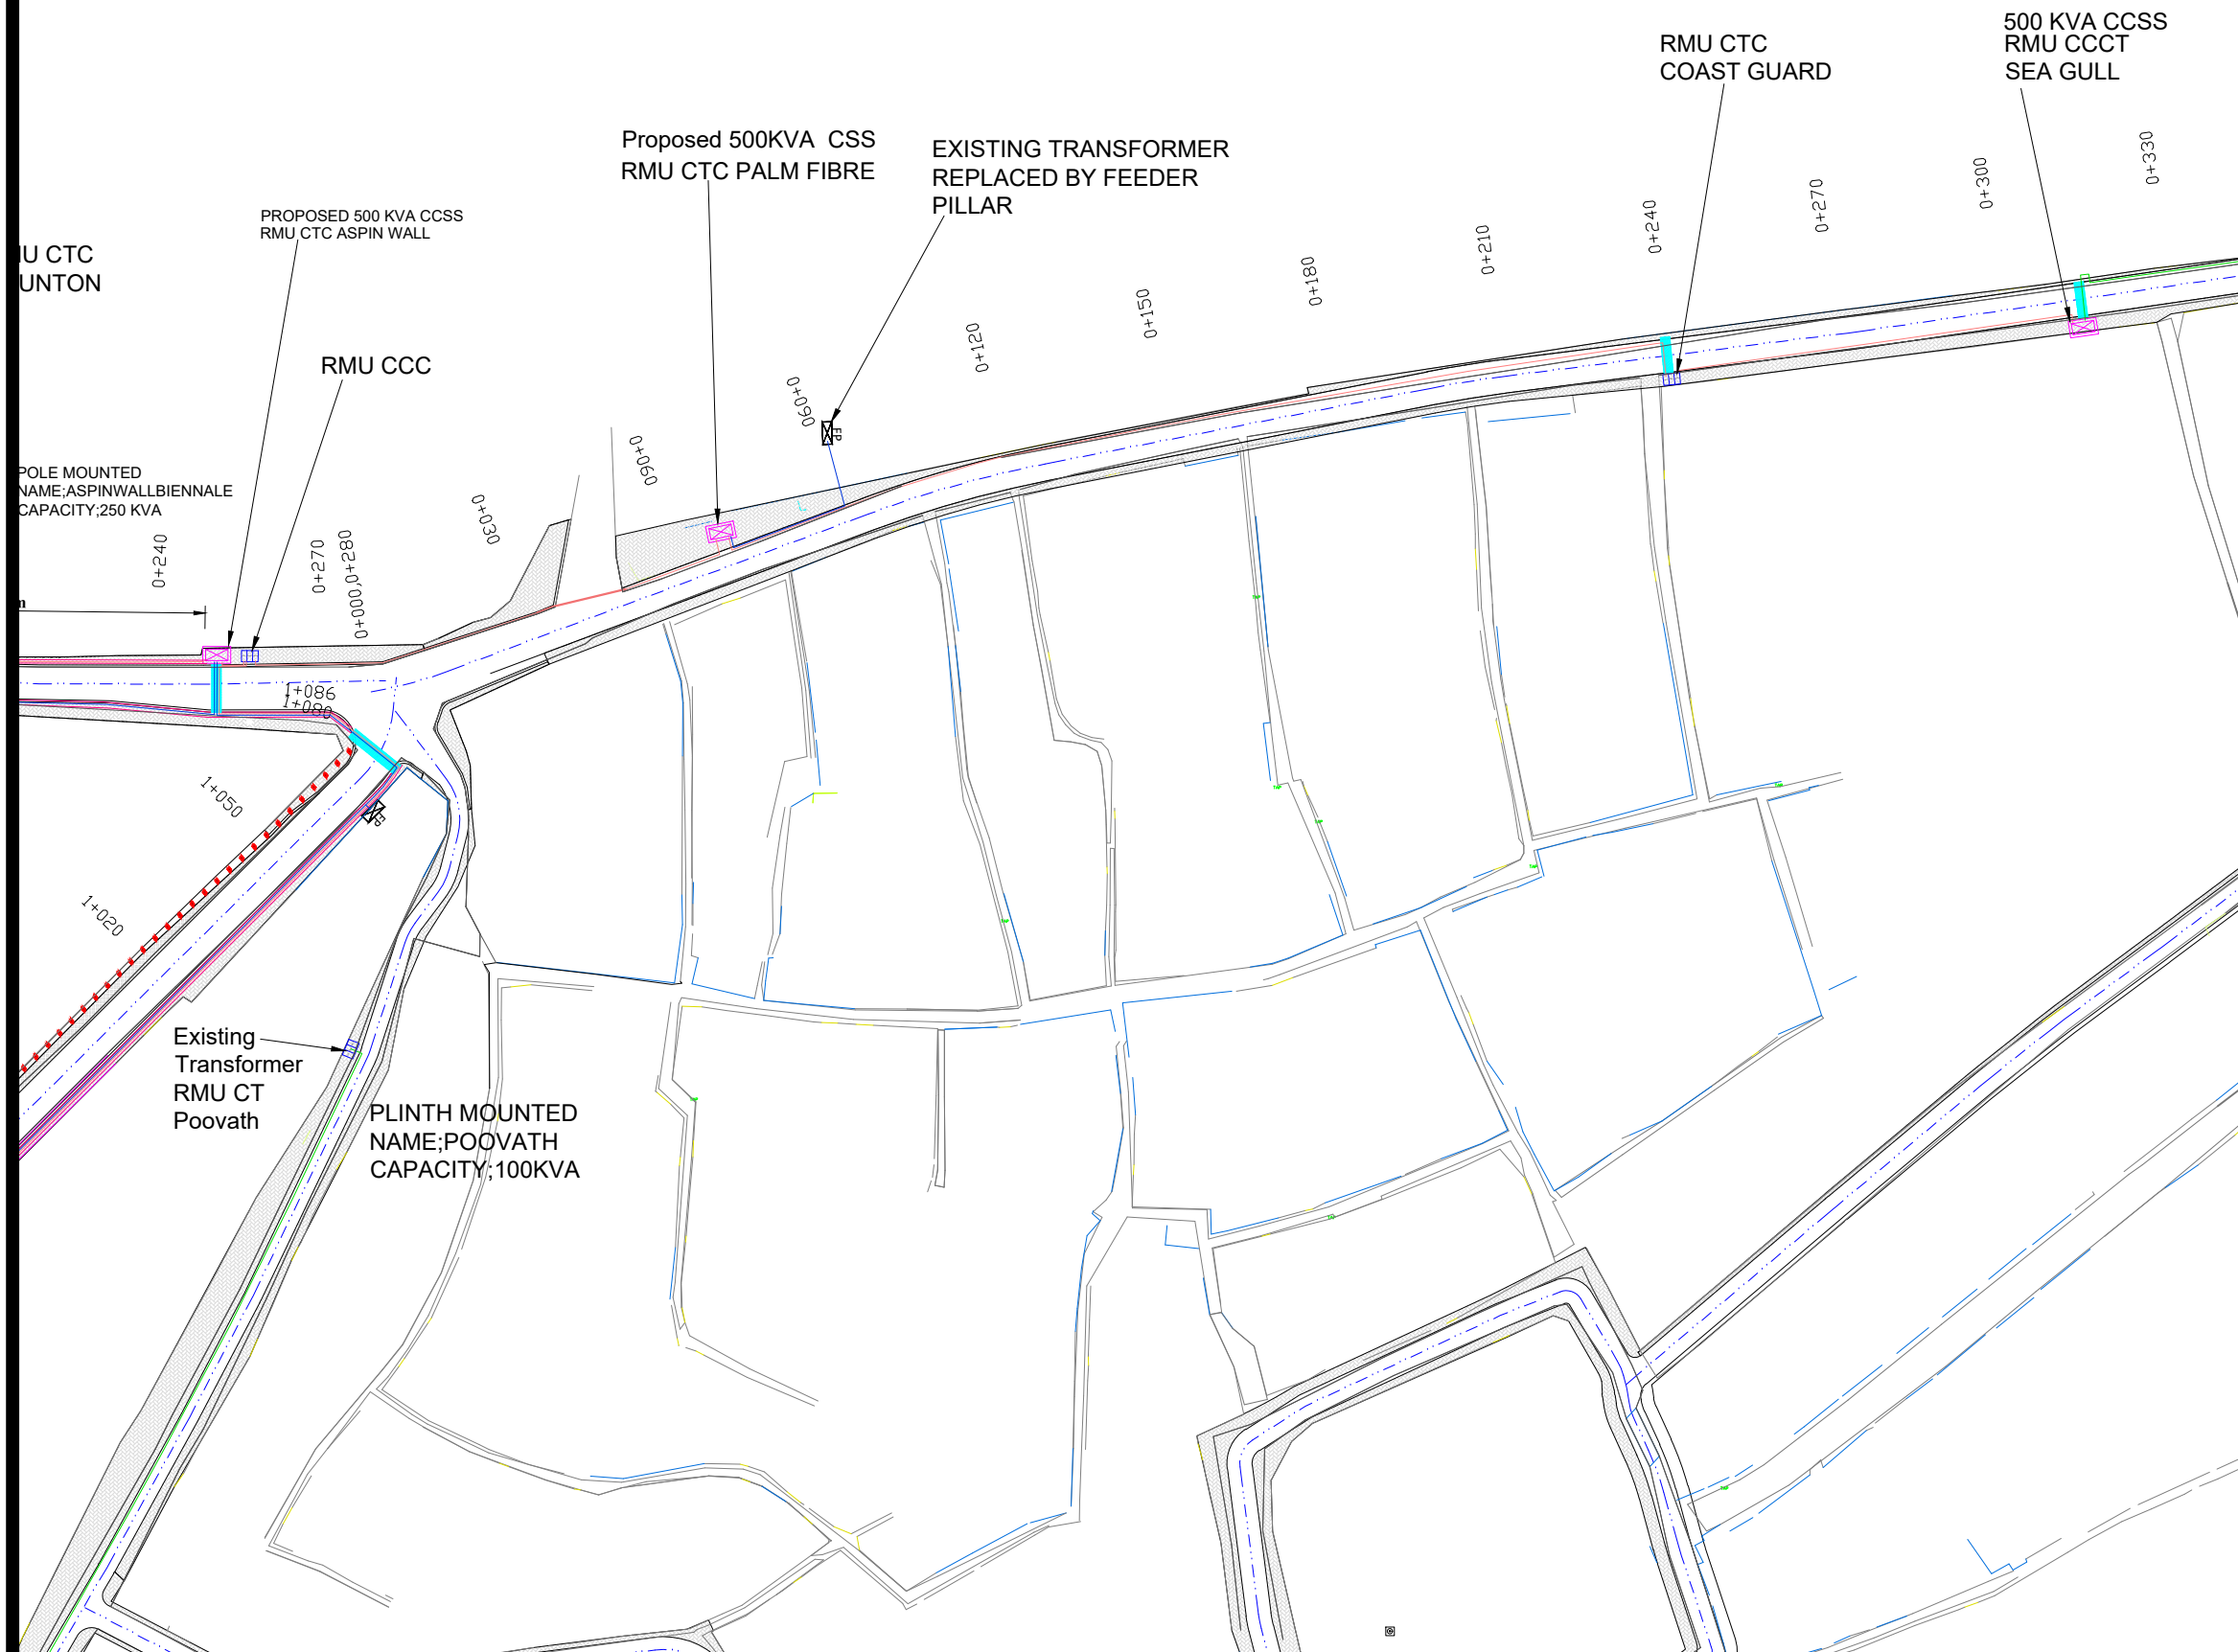 500 KVA CCSS
RMU CCCT
SEA GULL
RMU CTC
COAST GUARD
Proposed 500KVA CSS
RMU CTC PALM FIBRE
EXISTING TRANSFORMER
REPLACED BY FEEDER
PILLAR
PROPOSED 500 KVA CCSS
RMU CTC ASPIN WALL
U CTC
UNTON
RMU CCC
POLE MOUNTED
NAME;ASPINWALLBIENNALE
CAPACITY;250 KVA
0+240
0+270
0+000,0+280
0+030
0+060
0+090
0+120
0+150
0+180
0+210
0+240
0+270
0+300
0+330
FP
m
1+086
1+080
1+050
1+020
FP
Existing
Transformer
RMU CT
Poovath
PLINTH MOUNTED
NAME;POOVATH
CAPACITY;100KVA